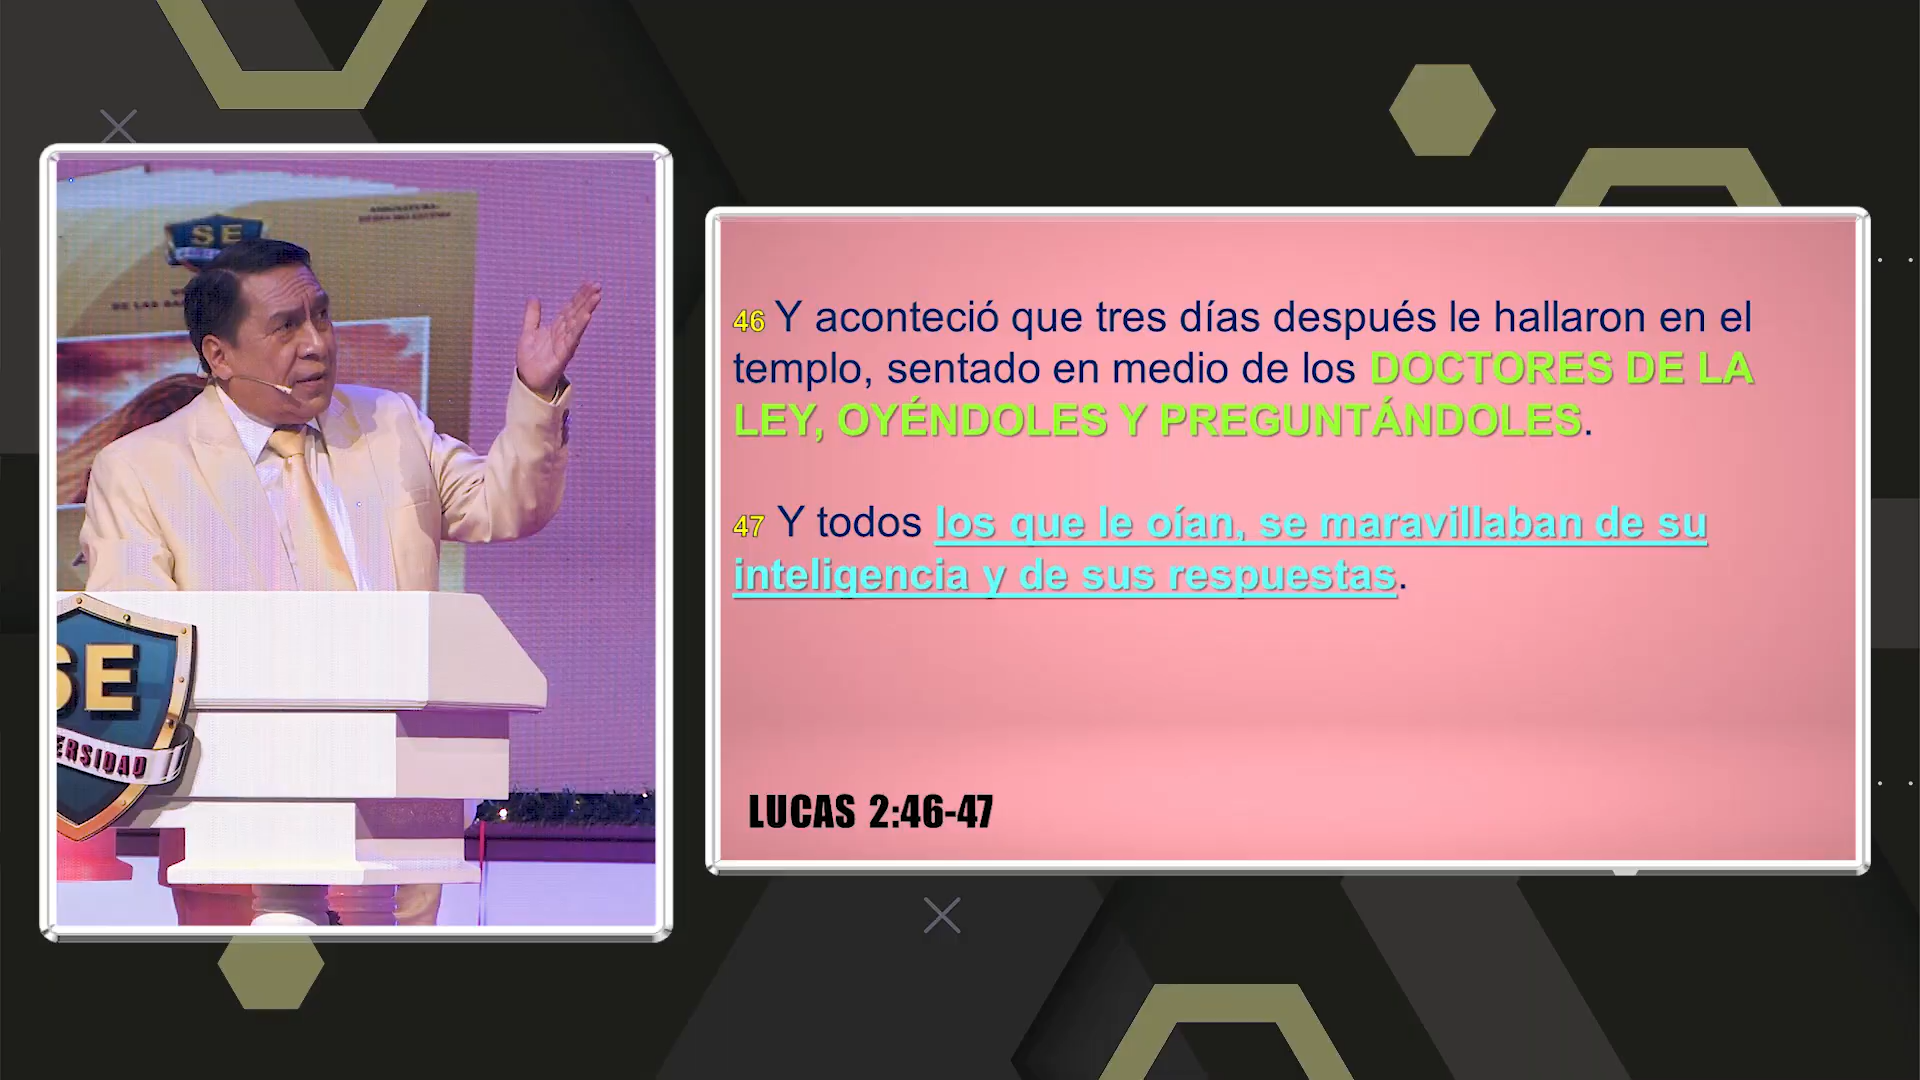 SE
46 Y aconteció que tres días después le hallaron en el
templo, sentado en medio de los DOCTORES DE LA
LEY, OYÉNDOLES Y PREGUNTÁNDOLES.
47 Y todos los que le oían, se maravillaban de su
inteligencia y de sus respuestas.
LUCAS 2:46-47
SE
ERSIDAD